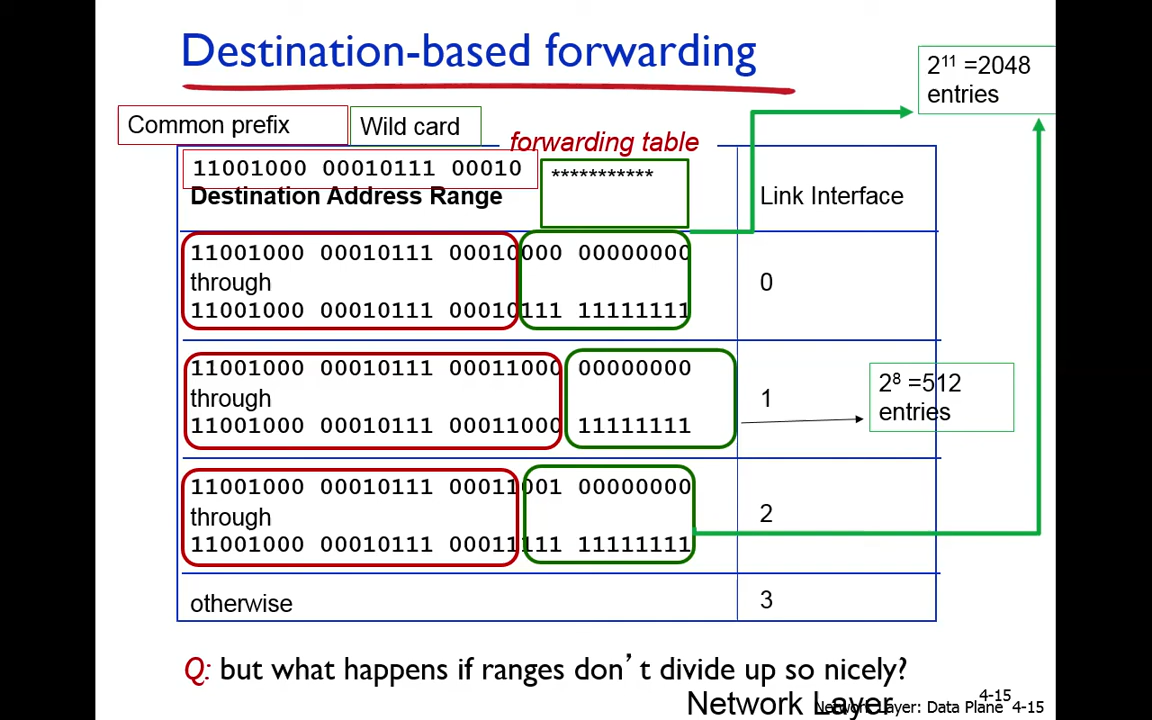 Destination-based forwarding
2¹¹ =2048
entries
Common prefix
Wild card
forwarding table
11001000 00010111 00010
***********
Destination Address Range
Link Interface
11001000 00010111 00010000 00000000
through
0
11001000 00010111 00010111 11111111
11001000 00010111 00011000 00000000
through
1
11001000 00010111 00011000 11111111
2⁸ =512
entries
11001000 00010111 00011001 00000000
through
2
11001000 00010111 00011111 11111111
otherwise
3
Q: but what happens if ranges don’t divide up so nicely?
Network Layer
4-15
Network Layer: Data Plane 4-15